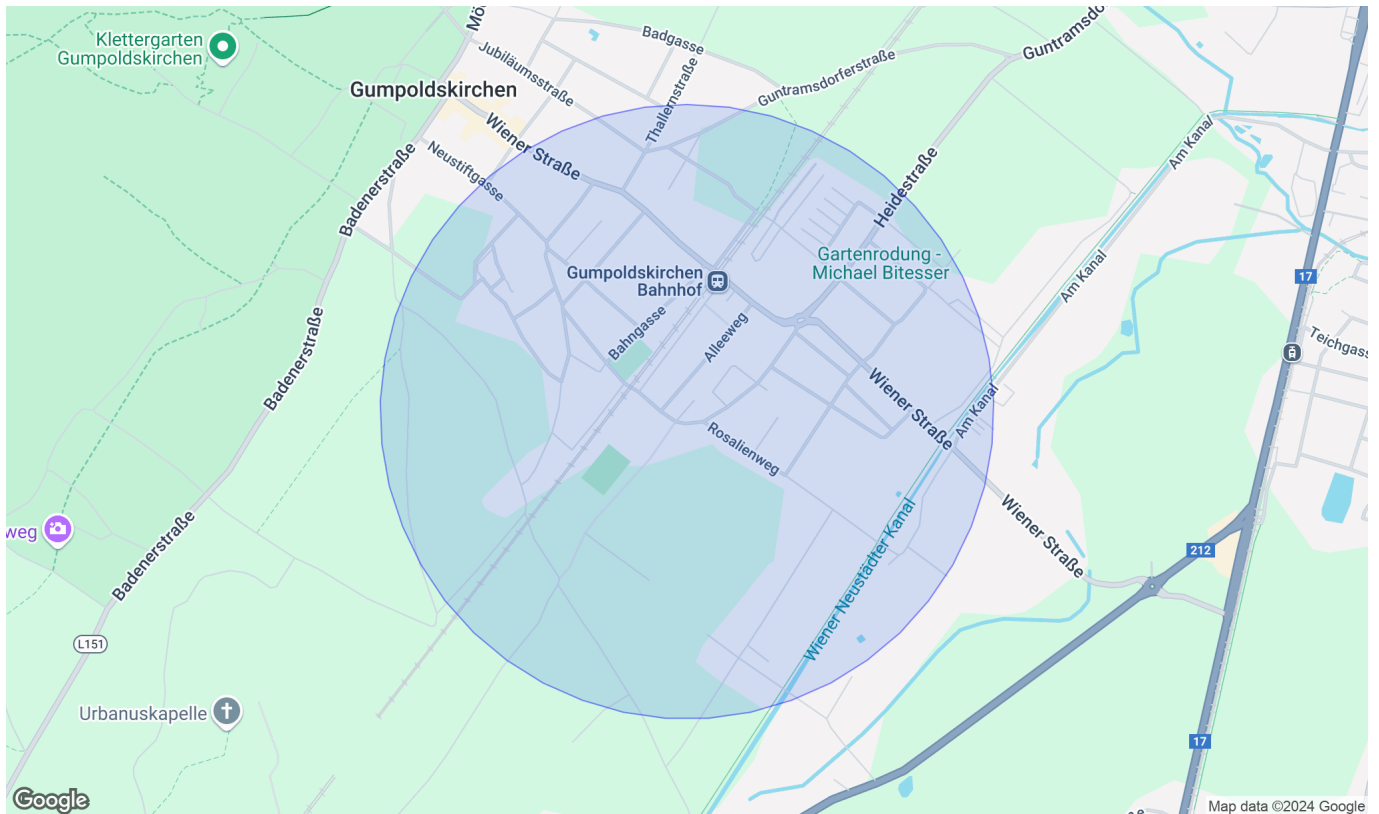 Klettergarten
Gumpoldskirchen
Jubiläumsstraße
Badgasse
Thallernstraße
Guntramsdorferstraße
Gumpoldskirchen
Wiener Straße
Neustiftgasse
Badenerstraße
Heidestraße
Am Kanal
Gartenrodung -
Michael Bitesser
Gumpoldskirchen
Bahnhof
Am Kanal
17
Bahngasse
Alleeweg
Badenerstraße
Wiener Straße
Am Kanal
Rosalienweg
Wiener Straße
Wiener Neustädter Kanal
weg
212
Badenerstraße
L151
Urbanuskapelle
17
Google
Map data ©2024 Google